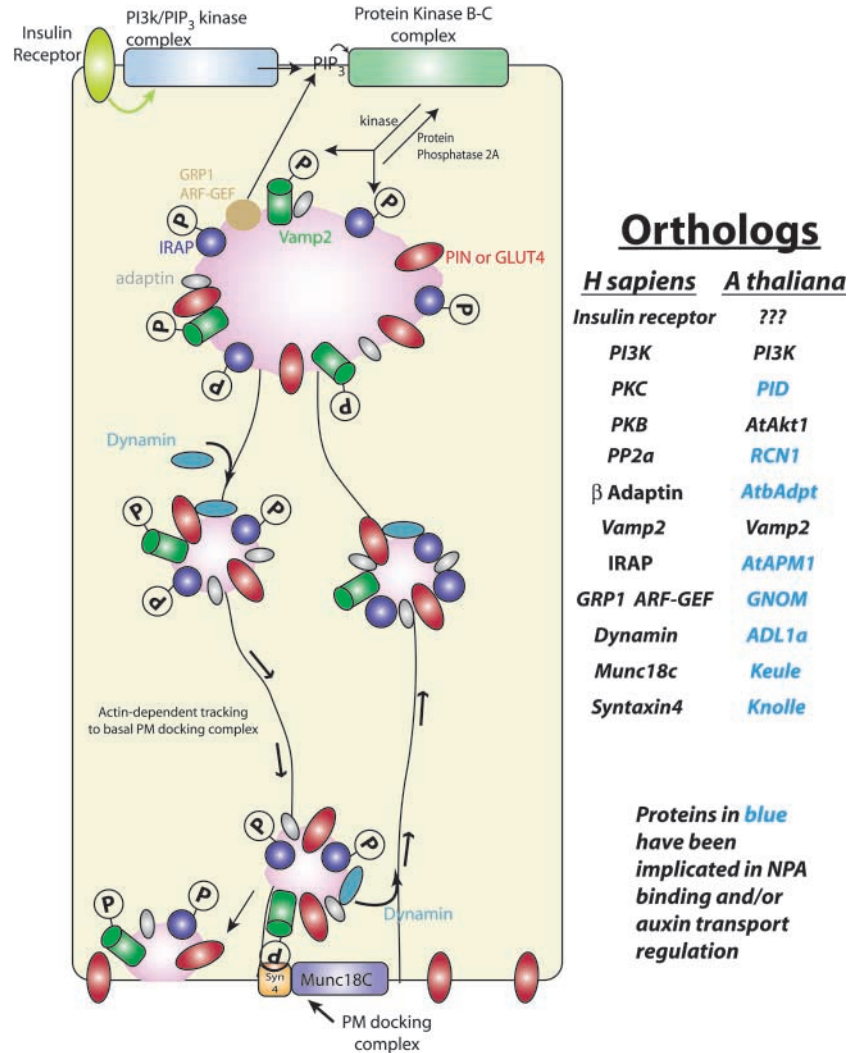 Insulin
Receptor
PI3k/PIP3 kinase
complex
Protein Kinase B-C
complex
PIP3
kinase
Protein
Phosphatase 2A
GRP1
ARF-GEF
P
P
P
Vamp2
IRAP
PIN or GLUT4
adaptin
P
P
P
P
Dynamin
P
P
P
Actin-dependent tracking
to basal PM docking complex
P
P
P
P
Dynamin
P
Syn
4
Munc18C
PM docking
complex
Orthologs
H sapiens A thaliana
Insulin receptor ???
PI3K PI3K
PKC PID
PKB AtAkt1
PP2a RCN1
β Adaptin AtbAdpt
Vamp2 Vamp2
IRAP AtAPM1
GRP1 ARF-GEF GNOM
Dynamin ADL1a
Munc18c Keule
Syntaxin4 Knolle
Proteins in blue
have been
implicated in NPA
binding and/or
auxin transport
regulation